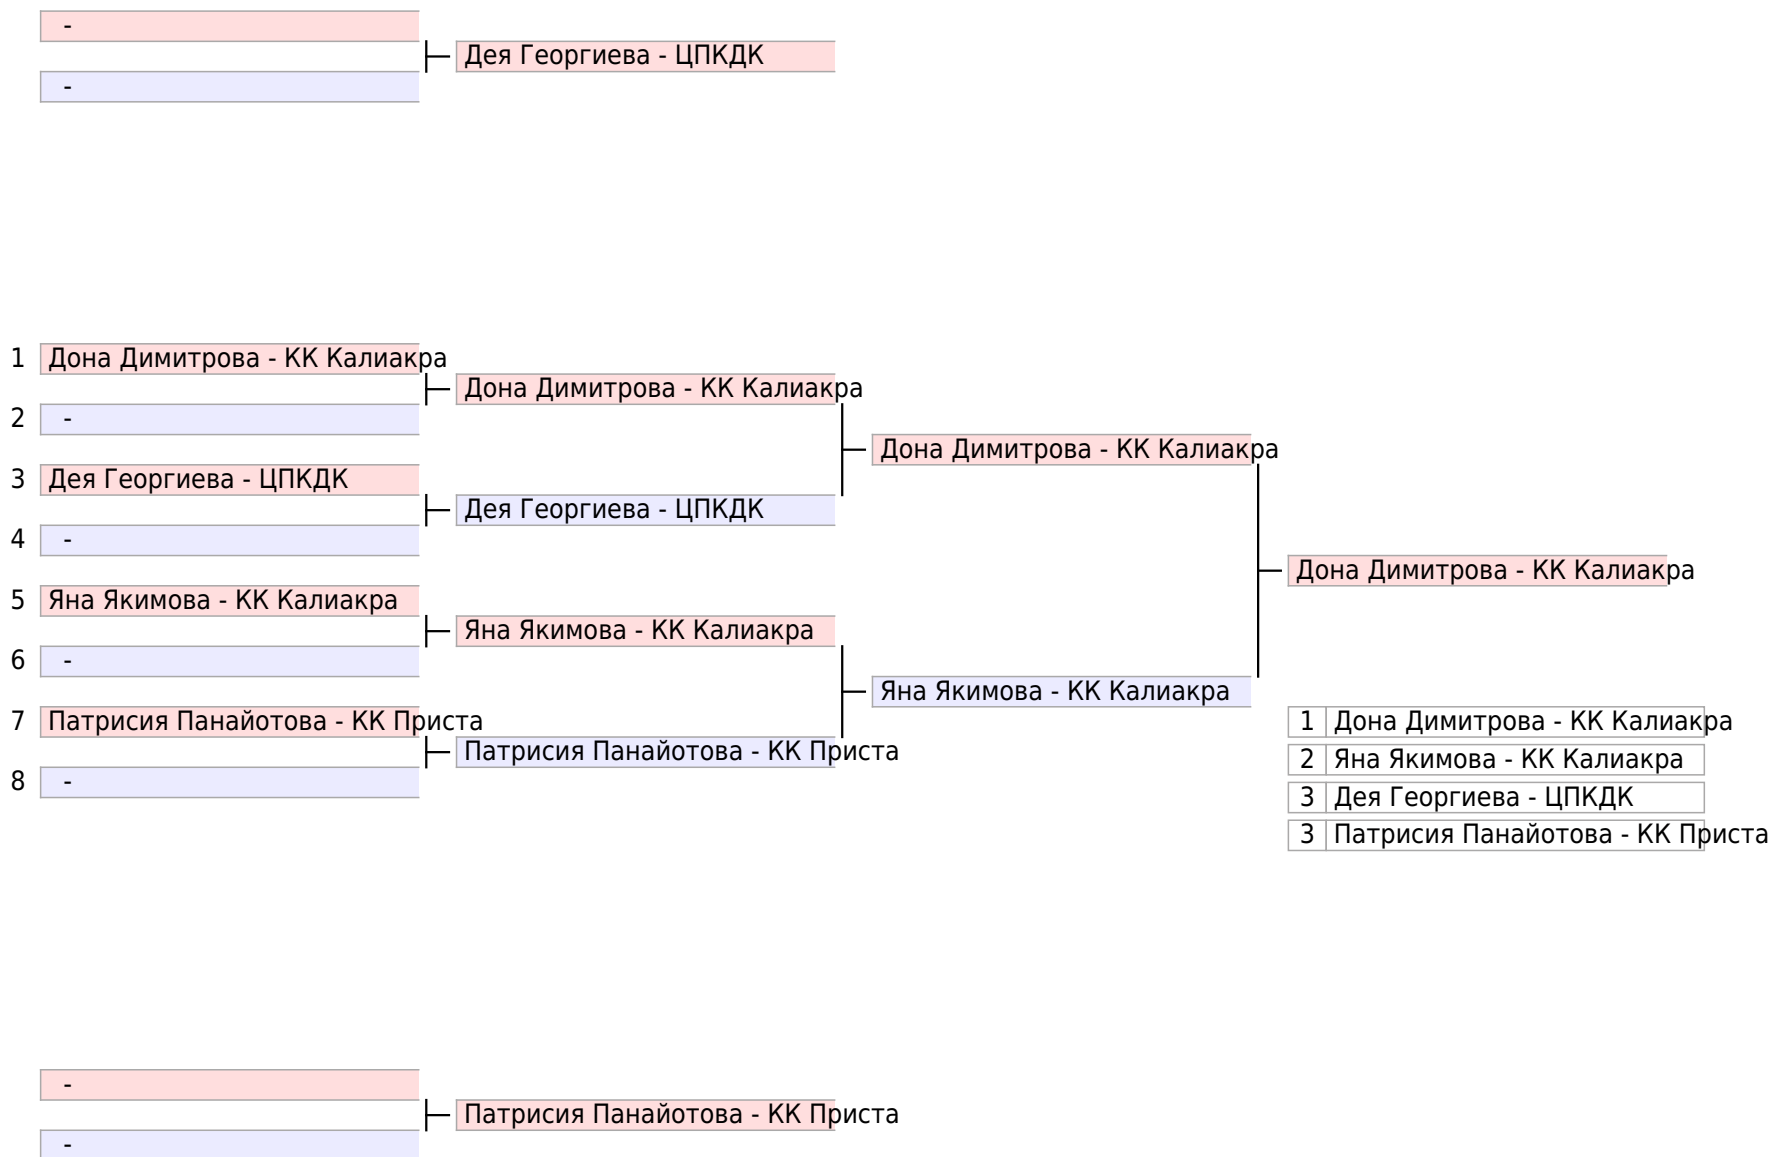 -
Дея Георгиева - ЦПКДК
-
1 Дона Димитрова - КК Калиакра
Дона Димитрова - КК Калиакра
2 -
Дона Димитрова - КК Калиакра
3 Дея Георгиева - ЦПКДК
Дея Георгиева - ЦПКДК
4 -
Дона Димитрова - КК Калиакра
5 Яна Якимова - КК Калиакра
Яна Якимова - КК Калиакра
6 -
Яна Якимова - КК Калиакра
7 Патрисия Панайотова - КК Приста
1 Дона Димитрова - КК Калиакра
Патрисия Панайотова - КК Приста
2 Яна Якимова - КК Калиакра
8 -
3 Дея Георгиева - ЦПКДК
3 Патрисия Панайотова - КК Приста
-
Патрисия Панайотова - КК Приста
-